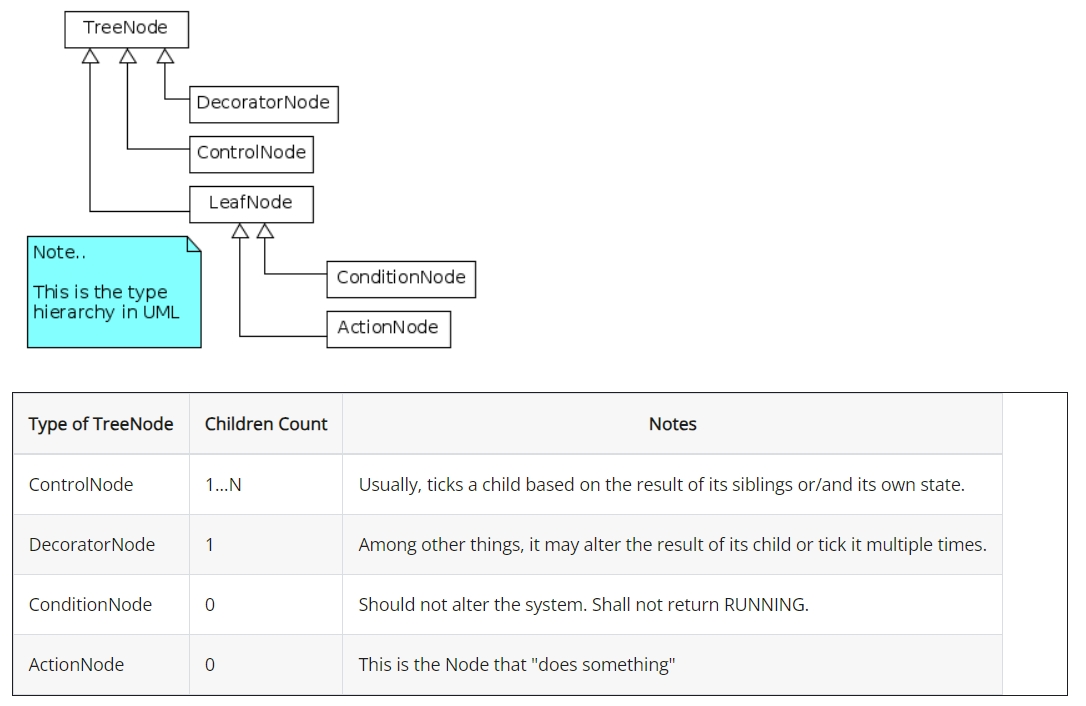 TreeNode
DecoratorNode
ControlNode
LeafNode
Note..
This is the type
hierarchy in UML
ConditionNode
ActionNode
Type of TreeNode Children Count Notes
ControlNode 1...N Usually, ticks a child based on the result of its siblings or/and its own state.
DecoratorNode 1 Among other things, it may alter the result of its child or tick it multiple times.
ConditionNode 0 Should not alter the system. Shall not return RUNNING.
ActionNode 0 This is the Node that "does something"